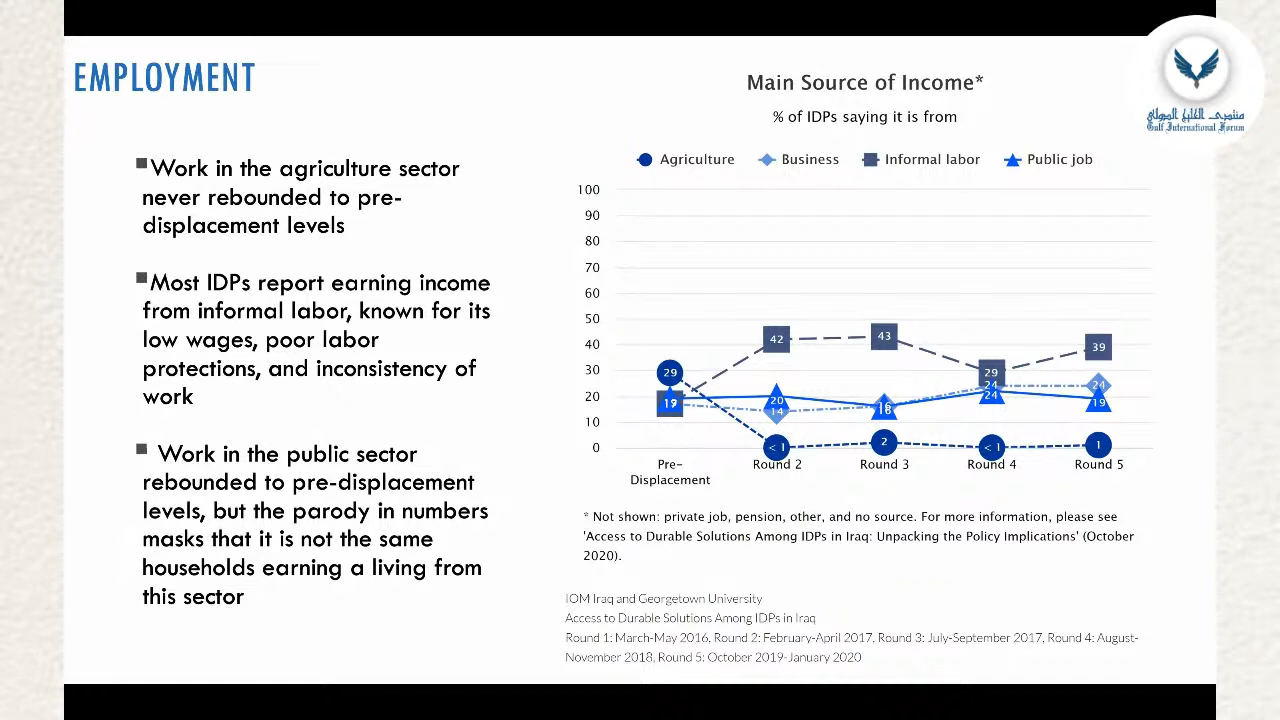 EMPLOYMENT
Work in the agriculture sector
never rebounded to pre-
displacement levels
Most IDPs report earning income
from informal labor, known for its
low wages, poor labor
protections, and inconsistency of
work
Work in the public sector
rebounded to pre-displacement
levels, but the parody in numbers
masks that it is not the same
households earning a living from
this sector
منتدى الخليج الدولي
Gulf International Forum
Main Source of Income*
% of IDPs saying it is from
Agriculture Business Informal labor Public job
100
90
80
70
60
50
40
30
20
10
0
29
19
42
20
14
< 1
43
16
2
29
24
24
< 1
39
24
19
1
Pre-
Displacement
Round 2 Round 3 Round 4 Round 5
* Not shown: private job, pension, other, and no source. For more information, please see
'Access to Durable Solutions Among IDPs in Iraq: Unpacking the Policy Implications' (October
2020).
IOM Iraq and Georgetown University
Access to Durable Solutions Among IDPs in Iraq
Round 1: March-May 2016, Round 2: February-April 2017, Round 3: July-September 2017, Round 4: August-
November 2018, Round 5: October 2019-January 2020